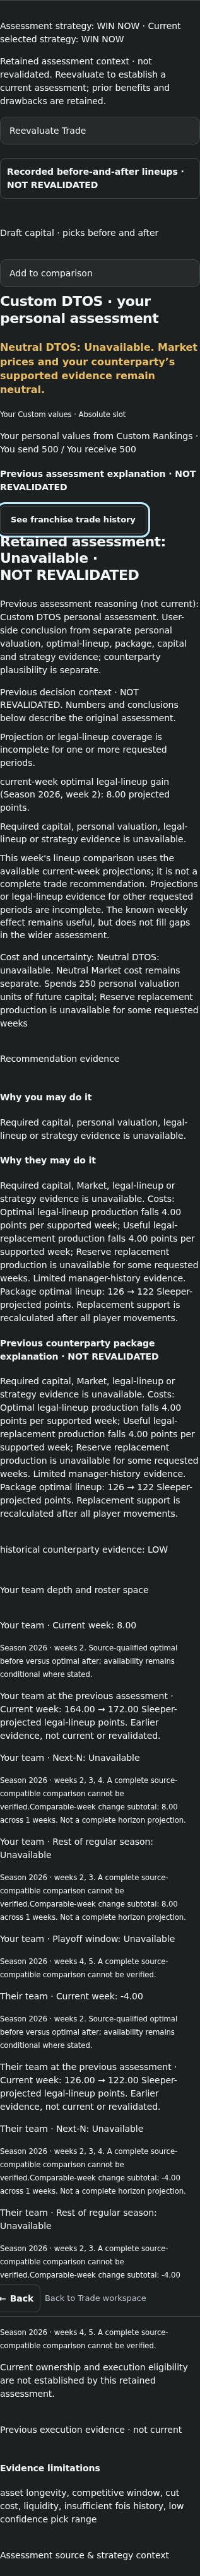 Assessment strategy: WIN NOW · Current
selected strategy: WIN NOW
Retained assessment context · not
revalidated. Reevaluate to establish a
current assessment; prior benefits and
drawbacks are retained.
Reevaluate Trade
Recorded before-and-after lineups ·
NOT REVALIDATED
Draft capital · picks before and after
Add to comparison
Custom DTOS · your
personal assessment
Neutral DTOS: Unavailable. Market
prices and your counterparty’s
supported evidence remain
neutral.
Your Custom values · Absolute slot
Your personal values from Custom Rankings ·
You send 500 / You receive 500
Previous assessment explanation · NOT
REVALIDATED
See franchise trade history
Retained assessment:
Unavailable ·
NOT REVALIDATED
Previous assessment reasoning (not current):
Custom DTOS personal assessment. User-
side conclusion from separate personal
valuation, optimal-lineup, package, capital
and strategy evidence; counterparty
plausibility is separate.
Previous decision context · NOT
REVALIDATED. Numbers and conclusions
below describe the original assessment.
Projection or legal-lineup coverage is
incomplete for one or more requested
periods.
current-week optimal legal-lineup gain
(Season 2026, week 2): 8.00 projected
points.
Required capital, personal valuation, legal-
lineup or strategy evidence is unavailable.
This week's lineup comparison uses the
available current-week projections; it is not a
complete trade recommendation. Projections
or legal-lineup evidence for other requested
periods are incomplete. The known weekly
effect remains useful, but does not fill gaps
in the wider assessment.
Cost and uncertainty: Neutral DTOS:
unavailable. Neutral Market cost remains
separate. Spends 250 personal valuation
units of future capital; Reserve replacement
production is unavailable for some requested
weeks
Recommendation evidence
Why you may do it
Required capital, personal valuation, legal-
lineup or strategy evidence is unavailable.
Why they may do it
Required capital, Market, legal-lineup or
strategy evidence is unavailable. Costs:
Optimal legal-lineup production falls 4.00
points per supported week; Useful legal-
replacement production falls 4.00 points per
supported week; Reserve replacement
production is unavailable for some requested
weeks. Limited manager-history evidence.
Package optimal lineup: 126 → 122 Sleeper-
projected points. Replacement support is
recalculated after all player movements.
Previous counterparty package
explanation · NOT REVALIDATED
Required capital, Market, legal-lineup or
strategy evidence is unavailable. Costs:
Optimal legal-lineup production falls 4.00
points per supported week; Useful legal-
replacement production falls 4.00 points per
supported week; Reserve replacement
production is unavailable for some requested
weeks. Limited manager-history evidence.
Package optimal lineup: 126 → 122 Sleeper-
projected points. Replacement support is
recalculated after all player movements.
historical counterparty evidence: LOW
Your team depth and roster space
Your team · Current week: 8.00
Season 2026 · weeks 2. Source-qualified optimal
before versus optimal after; availability remains
conditional where stated.
Your team at the previous assessment ·
Current week: 164.00 → 172.00 Sleeper-
projected legal-lineup points. Earlier
evidence, not current or revalidated.
Your team · Next-N: Unavailable
Season 2026 · weeks 2, 3, 4. A complete source-
compatible comparison cannot be
verified.Comparable-week change subtotal: 8.00
across 1 weeks. Not a complete horizon projection.
Your team · Rest of regular season:
Unavailable
Season 2026 · weeks 2, 3. A complete source-
compatible comparison cannot be
verified.Comparable-week change subtotal: 8.00
across 1 weeks. Not a complete horizon projection.
Your team · Playoff window: Unavailable
Season 2026 · weeks 4, 5. A complete source-
compatible comparison cannot be verified.
Their team · Current week: -4.00
Season 2026 · weeks 2. Source-qualified optimal
before versus optimal after; availability remains
conditional where stated.
Their team at the previous assessment ·
Current week: 126.00 → 122.00 Sleeper-
projected legal-lineup points. Earlier
evidence, not current or revalidated.
Their team · Next-N: Unavailable
Season 2026 · weeks 2, 3, 4. A complete source-
compatible comparison cannot be
verified.Comparable-week change subtotal: -4.00
across 1 weeks. Not a complete horizon projection.
Their team · Rest of regular season:
Unavailable
Season 2026 · weeks 2, 3. A complete source-
compatible comparison cannot be
verified.Comparable-week change subtotal: -4.00
← Back Back to Trade workspace
Season 2026 · weeks 4, 5. A complete source-
compatible comparison cannot be verified.
Current ownership and execution eligibility
are not established by this retained
assessment.
Previous execution evidence · not current
Evidence limitations
asset longevity, competitive window, cut
cost, liquidity, insufficient fois history, low
confidence pick range
Assessment source & strategy context